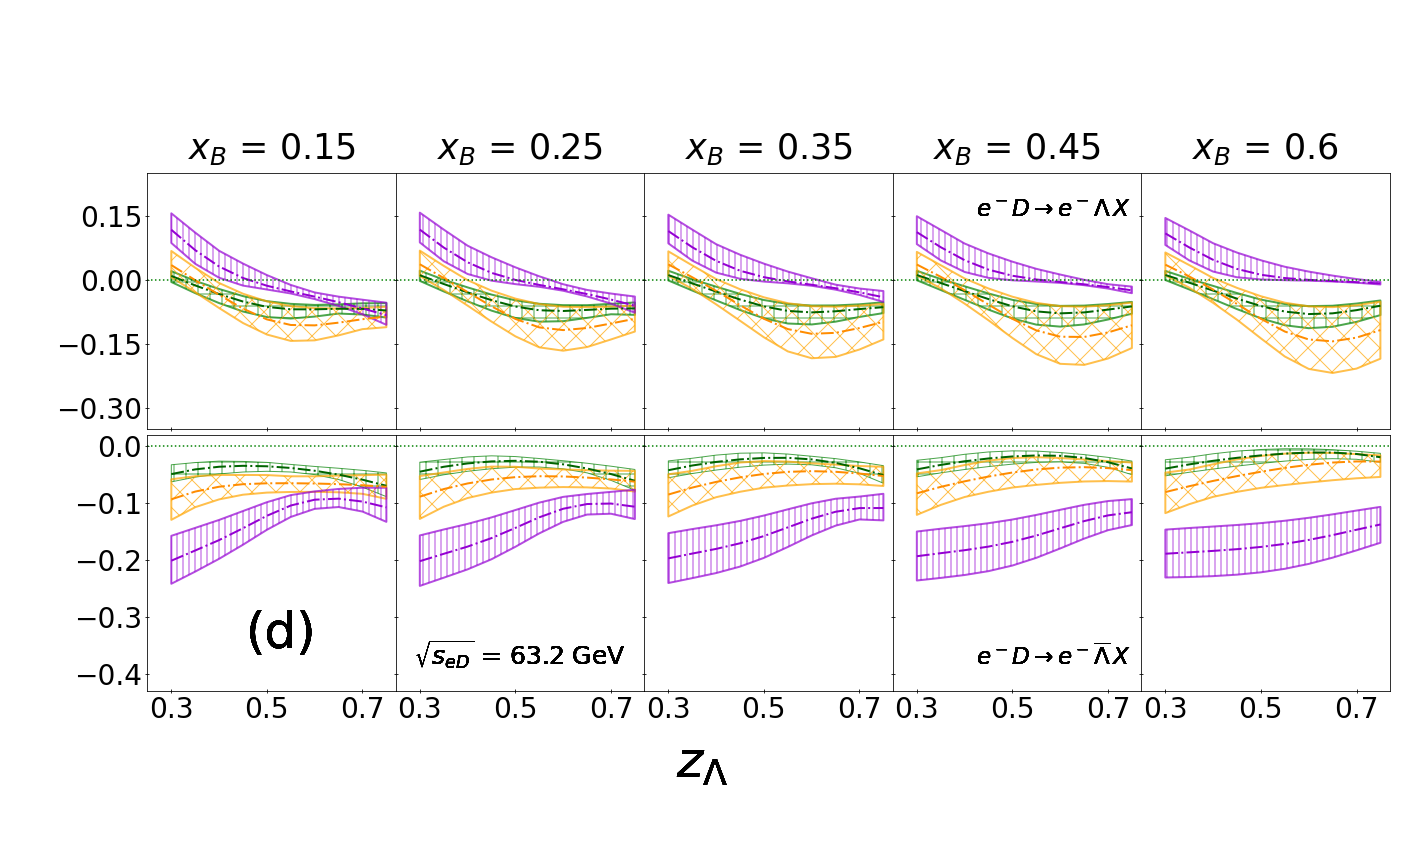 x_B = 0.15 x_B = 0.25 x_B = 0.35 x_B = 0.45 x_B = 0.6
0.15
e⁻D→e⁻ΛX
0.00
−0.15
−0.30
0.0
−0.1
−0.2
−0.3
(d)
√s_eD = 63.2 GeV
e⁻D→e⁻Λ̅X
−0.4
0.3 0.5 0.7 0.3 0.5 0.7 0.3 0.5 0.7 0.3 0.5 0.7 0.3 0.5 0.7
z_Λ